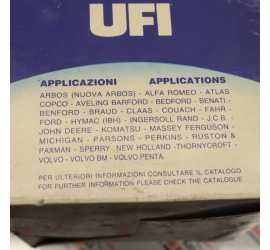 UFI
APPLICAZIONI APPLICATIONS
ARBOS (NUOVA ARBOS) - ALFA ROMEO - ATLAS
COPCO - AVELING BARFORD - BEDFORD - BENATI -
BENFORD - BRAUD - CLAAS - COUACH - FAHR -
FORD - HYMAC (IBH) - INGERSOLL RAND - J.C.B. -
JOHN DEERE - KOMATSU - MASSEY FERGUSON -
MICHIGAN - PARSONS - PERKINS - RUSTON &
PAXMAN - SPERRY NEW HOLLAND - THORNYCROFT -
VOLVO - VOLVO BM - VOLVO PENTA.
PER ULTERIORI INFORMAZIONI CONSULTARE IL CATALOGO
FOR FURTHER INFORMATION PLEASE CHECK THE CATALOGUE